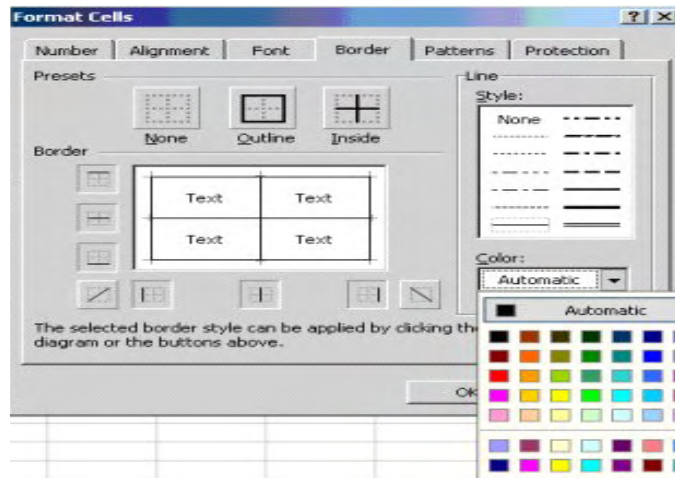 Format Cells
Number Alignment Font Border Patterns Protection
Presets
None Outline Inside
Line
Style:
None
Border
Text Text
Text Text
Color:
Automatic
Automatic
The selected border style can be applied by clicking the
diagram or the buttons above.
OK